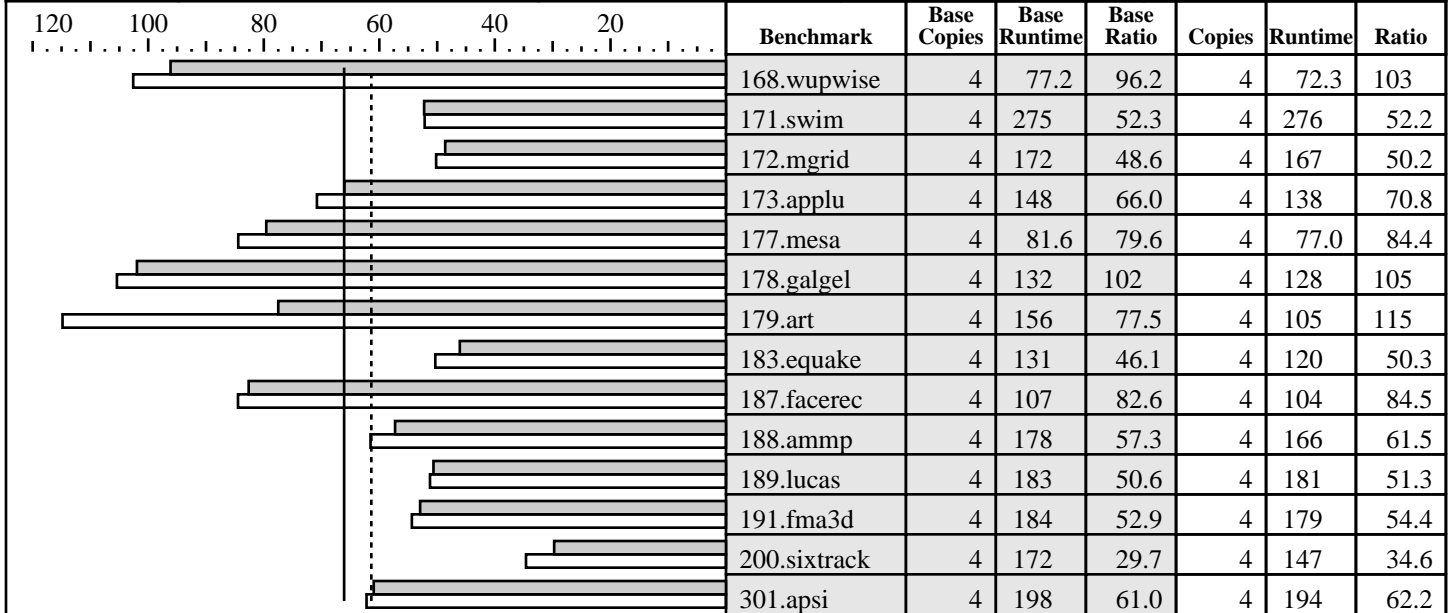 120 100 80 60 40 20
Benchmark Base Copies Base Runtime Base Ratio Copies Runtime Ratio
168.wupwise 4 77.2 96.2 4 72.3 103
171.swim 4 275 52.3 4 276 52.2
172.mgrid 4 172 48.6 4 167 50.2
173.applu 4 148 66.0 4 138 70.8
177.mesa 4 81.6 79.6 4 77.0 84.4
178.galgel 4 132 102 4 128 105
179.art 4 156 77.5 4 105 115
183.equake 4 131 46.1 4 120 50.3
187.facerec 4 107 82.6 4 104 84.5
188.ammp 4 178 57.3 4 166 61.5
189.lucas 4 183 50.6 4 181 51.3
191.fma3d 4 184 52.9 4 179 54.4
200.sixtrack 4 172 29.7 4 147 34.6
301.apsi 4 198 61.0 4 194 62.2